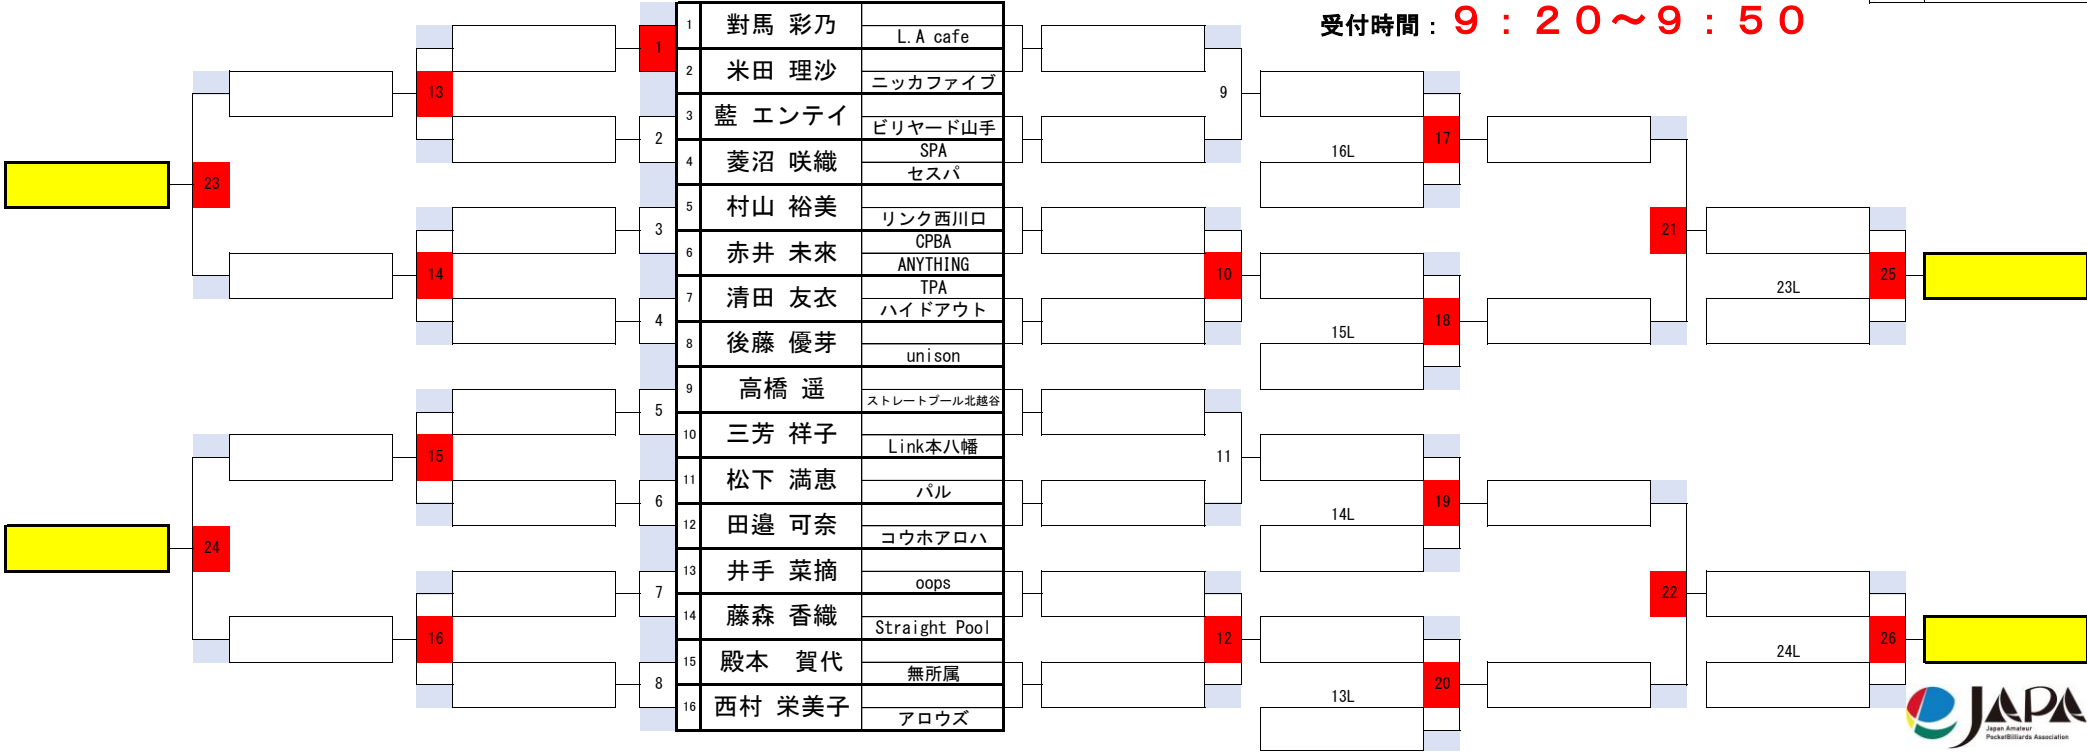 受付時間： ９：２０～９：５０
1 對馬 彩乃 L.A cafe
2 米田 理沙 ニッカファイブ
3 藍 エンテイ ビリヤード山手
4 菱沼 咲織 SPA セスパ
5 村山 裕美 リンク西川口
6 赤井 未來 CPBA ANYTHING
7 清田 友衣 TPA ハイドアウト
8 後藤 優芽 unison
9 高橋 遥 ストレートプール北越谷
10 三芳 祥子 Link本八幡
11 松下 満恵 パル
12 田邉 可奈 コウホアロハ
13 井手 菜摘 oops
14 藤森 香織 Straight Pool
15 殿本　賀代 無所属
16 西村 栄美子 アロウズ
1
2
3
4
5
6
7
8
13
14
15
16
23
24
9
10
11
12
16L
15L
14L
13L
17
18
19
20
21
22
23L
24L
25
26
JAPA
Japan Amateur
PocketBilliards Association